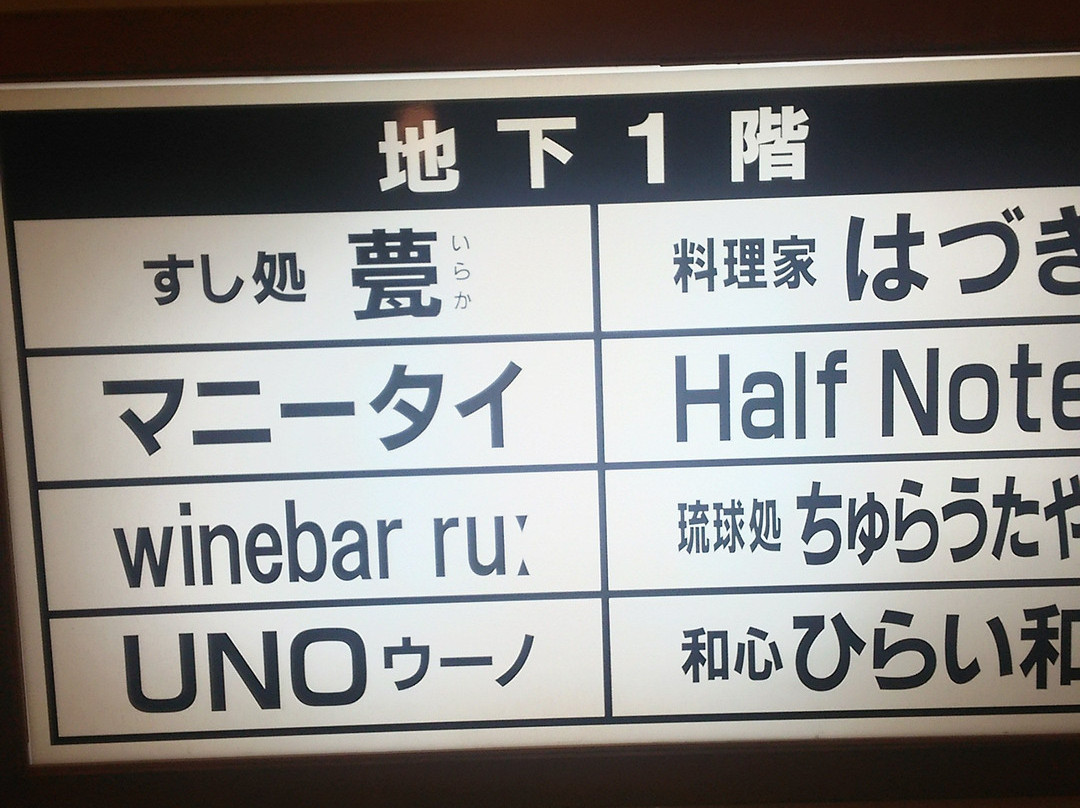 地下1階
すし処 甍 いらか
料理家 はづき
マニータイ
Half Note
winebar ruː
琉球処 ちゅらうたや
UNO ウーノ
和心 ひらい和